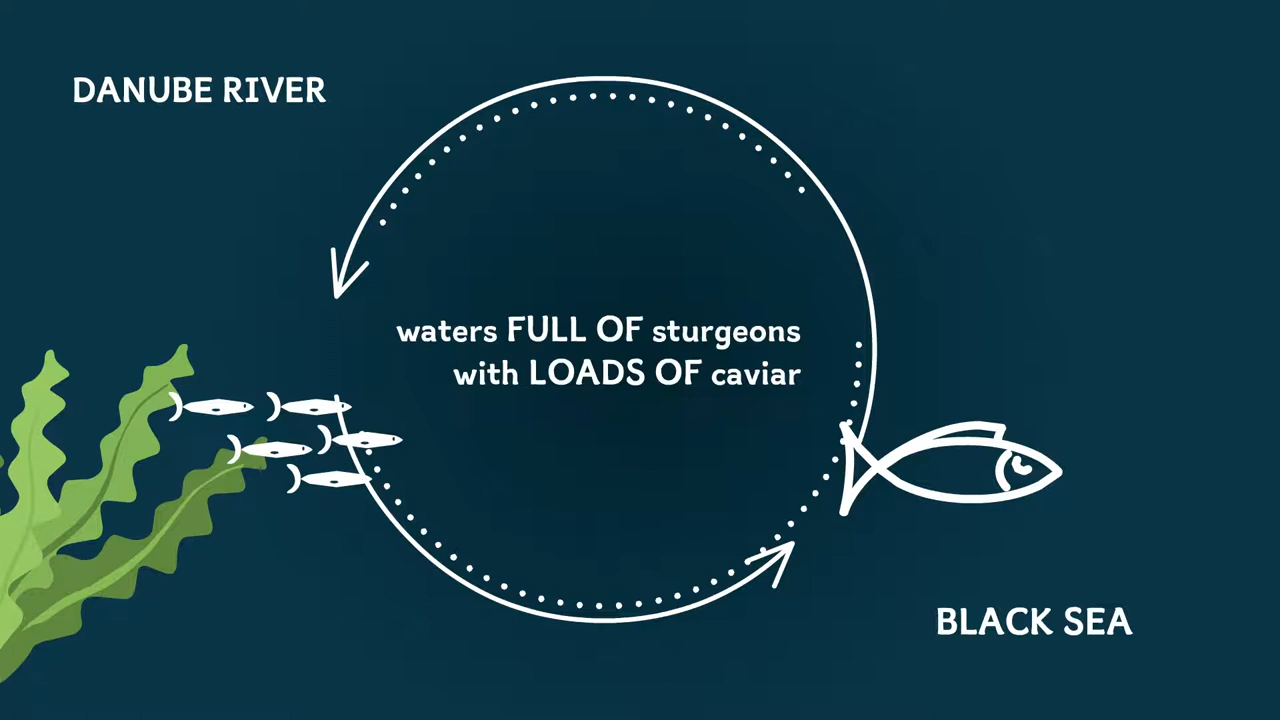 DANUBE RIVER
waters FULL OF sturgeons
with LOADS OF caviar
BLACK SEA